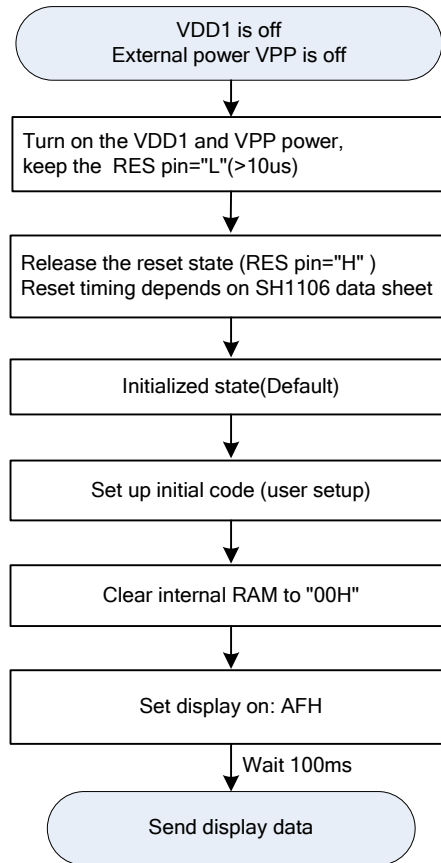 VDD1 is off
External power VPP is off
Turn on the VDD1 and VPP power,
keep the  RES pin="L"(>10us)
Release the reset state (RES pin="H" )
Reset timing depends on SH1106 data sheet
Initialized state(Default)
Set up initial code (user setup)
Clear internal RAM to "00H"
Set display on: AFH
Wait 100ms
Send display data